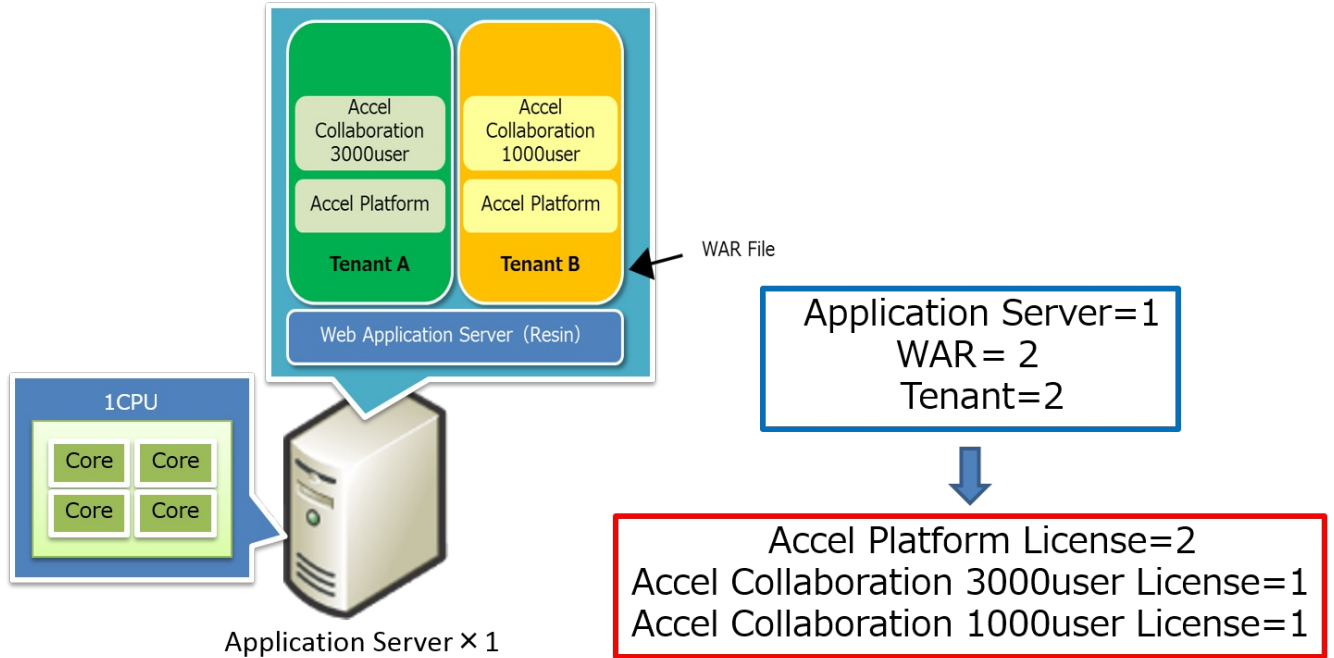 Accel
Collaboration
3000user
Accel Platform
Tenant A
Accel
Collaboration
1000user
Accel Platform
Tenant B
WAR File
Web Application Server（Resin）
1CPU
Core
Core
Core
Core
Application Server×1
Application Server=1
WAR= 2
Tenant=2
Accel Platform License=2
Accel Collaboration 3000user License=1
Accel Collaboration 1000user License=1